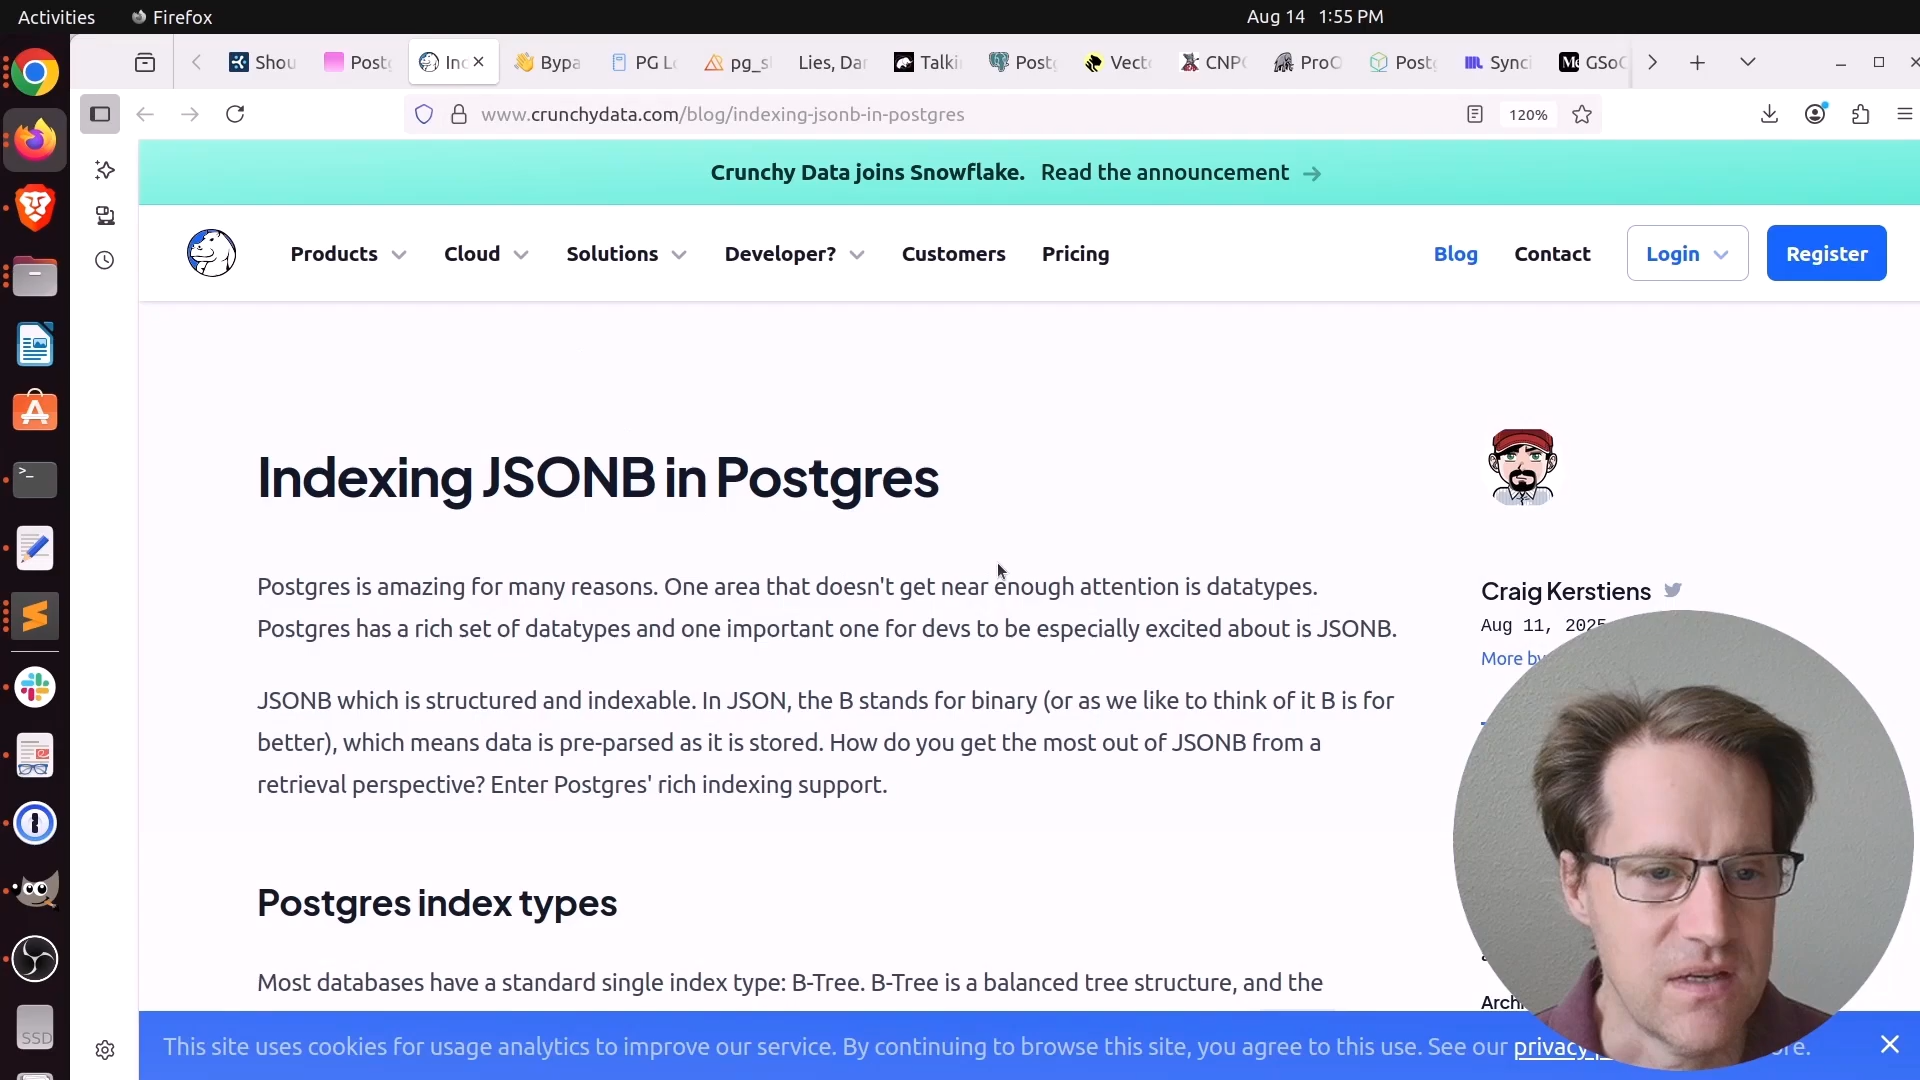 Activities
Firefox
Aug 14 1:55 PM
Shou
Post
Inc
Bypa
PG Lo
pg_sl
Lies, Dar
Talki
Postg
Vect
CNPG
ProO
Postg
Synci
GSoC
www.crunchydata.com/blog/indexing-jsonb-in-postgres
120%
Crunchy Data joins Snowflake. Read the announcement →
Products
Cloud
Solutions
Developer?
Customers
Pricing
Blog
Contact
Login
Register
Indexing JSONB in Postgres
Postgres is amazing for many reasons. One area that doesn't get near enough attention is datatypes.
Postgres has a rich set of datatypes and one important one for devs to be especially excited about is JSONB.
JSONB which is structured and indexable. In JSON, the B stands for binary (or as we like to think of it B is for
better), which means data is pre-parsed as it is stored. How do you get the most out of JSONB from a
retrieval perspective? Enter Postgres' rich indexing support.
Postgres index types
Most databases have a standard single index type: B-Tree. B-Tree is a balanced tree structure, and the
Craig Kerstiens
Aug 11, 2025
More by
SSD
This site uses cookies for usage analytics to improve our service. By continuing to browse this site, you agree to this use. See our privacy